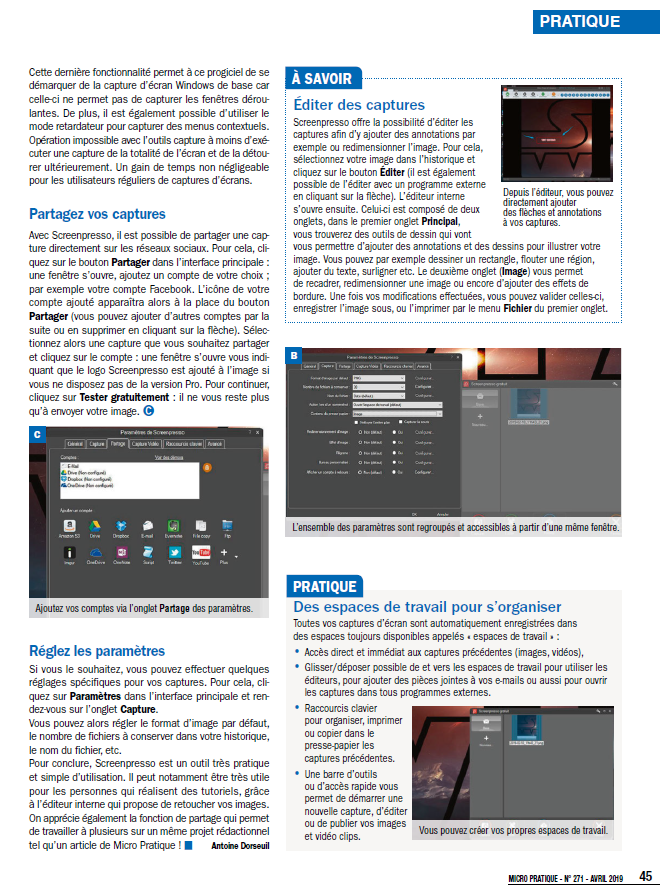 PRATIQUE
Cette dernière fonctionnalité permet à ce progiciel de se
démarquer de la capture d'écran Windows de base car
celle-ci ne permet pas de capturer les fenêtres dérou-
lantes. De plus, il est également possible d'utiliser le
mode retardateur pour capturer des menus contextuels.
Opération impossible avec l'outils capture à moins d'exé-
cuter une capture de la totalité de l'écran et de la détou-
rer ultérieurement. Un gain de temps non négligeable
pour les utilisateurs réguliers de captures d'écrans.
Partagez vos captures
Avec Screenpresso, il est possible de partager une cap-
ture directement sur les réseaux sociaux. Pour cela, cli-
quez sur le bouton Partager dans l'interface principale :
une fenêtre s'ouvre, ajoutez un compte de votre choix ;
par exemple votre compte Facebook. L'icône de votre
compte ajouté apparaîtra alors à la place du bouton
Partager (vous pouvez ajouter d'autres comptes par la
suite ou en supprimer en cliquant sur la flèche). Sélec-
tionnez alors une capture que vous souhaitez partager
et cliquez sur le compte : une fenêtre s'ouvre vous indi-
quant que le logo Screenpresso est ajouté à l'image si
vous ne disposez pas de la version Pro. Pour continuer,
cliquez sur Tester gratuitement : il ne vous reste plus
qu'à envoyer votre image. C
C
Paramètres de Screenpresso
Général Capture Partage Capture Vidéo Raccourcis clavier Avancé
Comptes :
Voir des démos
E-Mail
Drive (Non configuré)
Dropbox (Non configuré)
OneDrive (Non configuré)
Ajouter un compte
Amazon S3 Drive Dropbox E-mail Evernote File copy Ftp
Imgur OneDrive OneNote Script Twitter YouTube Plus
Ajoutez vos comptes via l'onglet Partage des paramètres.
Réglez les paramètres
Si vous le souhaitez, vous pouvez effectuer quelques
réglages spécifiques pour vos captures. Pour cela, cli-
quez sur Paramètres dans l'interface principale et ren-
dez-vous sur l'onglet Capture.
Vous pouvez alors régler le format d'image par défaut,
le nombre de fichiers à conserver dans votre historique,
le nom du fichier, etc.
Pour conclure, Screenpresso est un outil très pratique
et simple d'utilisation. Il peut notamment être très utile
pour les personnes qui réalisent des tutoriels, grâce
à l'éditeur interne qui propose de retoucher vos images.
On apprécie également la fonction de partage qui permet
de travailler à plusieurs sur un même projet rédactionnel
tel qu'un article de Micro Pratique !
Antoine Dorseuil
À SAVOIR
Éditer des captures
Screenpresso offre la possibilité d'éditer les
captures afin d'y ajouter des annotations par
exemple ou redimensionner l'image. Pour cela,
sélectionnez votre image dans l'historique et
cliquez sur le bouton Éditer (il est également
possible de l'éditer avec un programme externe
en cliquant sur la flèche). L'éditeur interne
s'ouvre ensuite. Celui-ci est composé de deux
onglets, dans le premier onglet Principal,
vous trouverez des outils de dessin qui vont
vous permettre d'ajouter des annotations et des dessins pour illustrer votre
image. Vous pouvez par exemple dessiner un rectangle, flouter une région,
ajouter du texte, surligner etc. Le deuxième onglet (Image) vous permet
de recadrer, redimensionner une image ou encore d'ajouter des effets de
bordure. Une fois vos modifications effectuées, vous pouvez valider celles-ci,
enregistrer l'image sous, ou l'imprimer par le menu Fichier du premier onglet.
Depuis l'éditeur, vous pouvez
directement ajouter
des flèches et annotations
à vos captures.
B
Paramètres de Screenpresso
Général Capture Partage Capture Vidéo Raccourcis clavier Avancé
L'ensemble des paramètres sont regroupés et accessibles à partir d'une même fenêtre.
PRATIQUE
Des espaces de travail pour s'organiser
Toutes vos captures d'écran sont automatiquement enregistrées dans
des espaces toujours disponibles appelés « espaces de travail » :
• Accès direct et immédiat aux captures précédentes (images, vidéos),
• Glisser/déposer possible de et vers les espaces de travail pour utiliser les
éditeurs, pour ajouter des pièces jointes à vos e-mails ou aussi pour ouvrir
les captures dans tous programmes externes.
• Raccourcis clavier
pour organiser, imprimer
ou copier dans le
presse-papier les
captures précédentes.
• Une barre d'outils
ou d'accès rapide vous
permet de démarrer une
nouvelle capture, d'éditer
ou de publier vos images
et vidéo clips.
Screenpresso gratuit
Vous pouvez créer vos propres espaces de travail.
MICRO PRATIQUE - N° 271 - AVRIL 2019 45